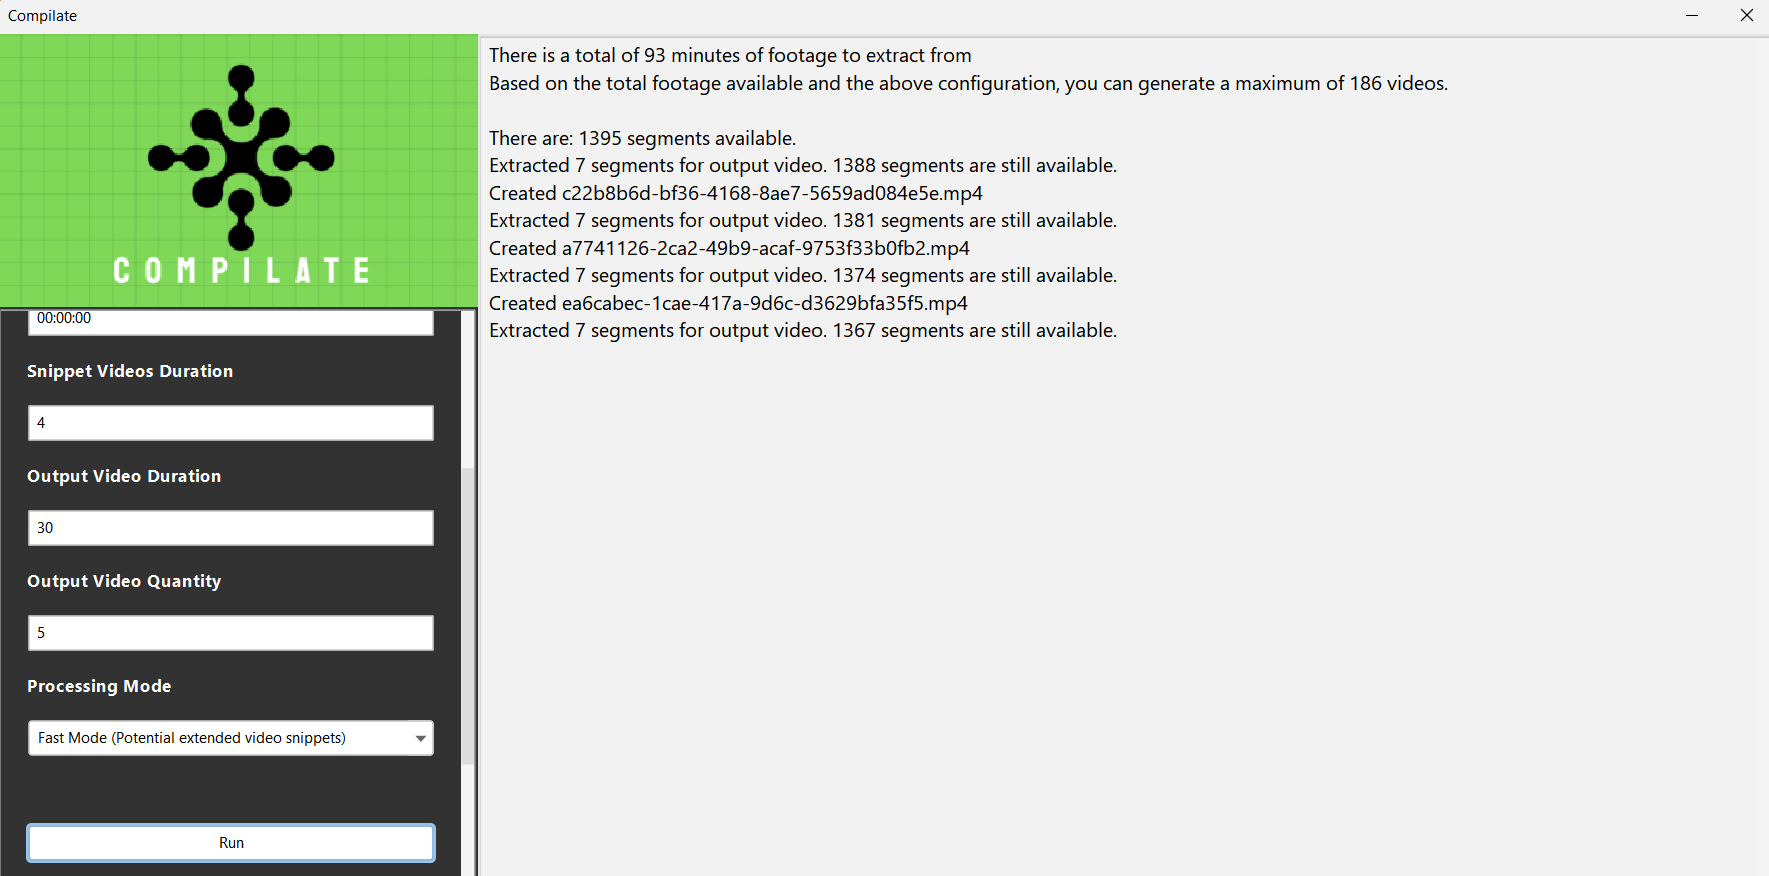 Compilate
COMPILATE
00:00:00
Snippet Videos Duration
4
Output Video Duration
30
Output Video Quantity
5
Processing Mode
Fast Mode (Potential extended video snippets)
Run
There is a total of 93 minutes of footage to extract from
Based on the total footage available and the above configuration, you can generate a maximum of 186 videos.
There are: 1395 segments available.
Extracted 7 segments for output video. 1388 segments are still available.
Created c22b8b6d-bf36-4168-8ae7-5659ad084e5e.mp4
Extracted 7 segments for output video. 1381 segments are still available.
Created a7741126-2ca2-49b9-acaf-9753f33b0fb2.mp4
Extracted 7 segments for output video. 1374 segments are still available.
Created ea6cabec-1cae-417a-9d6c-d3629bfa35f5.mp4
Extracted 7 segments for output video. 1367 segments are still available.